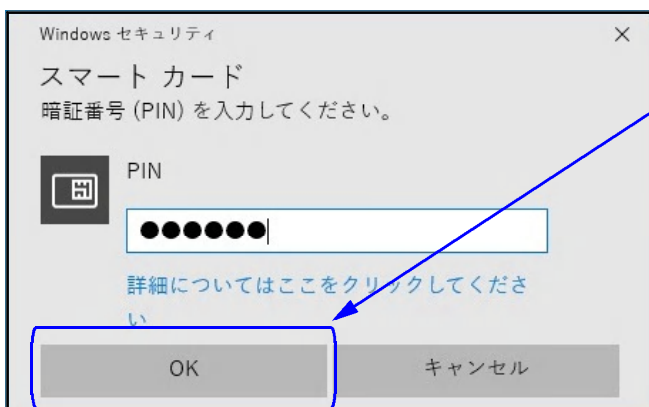 Windows セキュリティ
スマート カード
暗証番号 (PIN) を入力してください。
PIN
●●●●●●
詳細についてはここをクリックしてくださ
い
OK
キャンセル